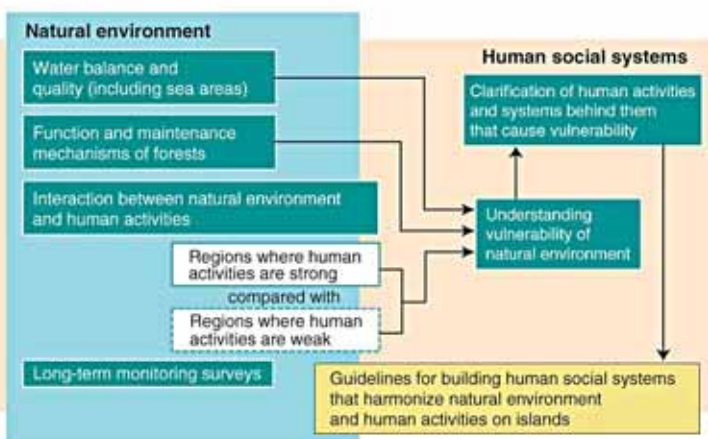 Natural environment
Water balance and
quality (including sea areas)
Function and maintenance
mechanisms of forests
Interaction between natural environment
and human activities
Regions where human
activities are strong
compared with
Regions where human
activities are weak
Long-term monitoring surveys
Human social systems
Clarification of human activities
and systems behind them
that cause vulnerability
Understanding
vulnerability of
natural environment
Guidelines for building human social systems
that harmonize natural environment
and human activities on islands